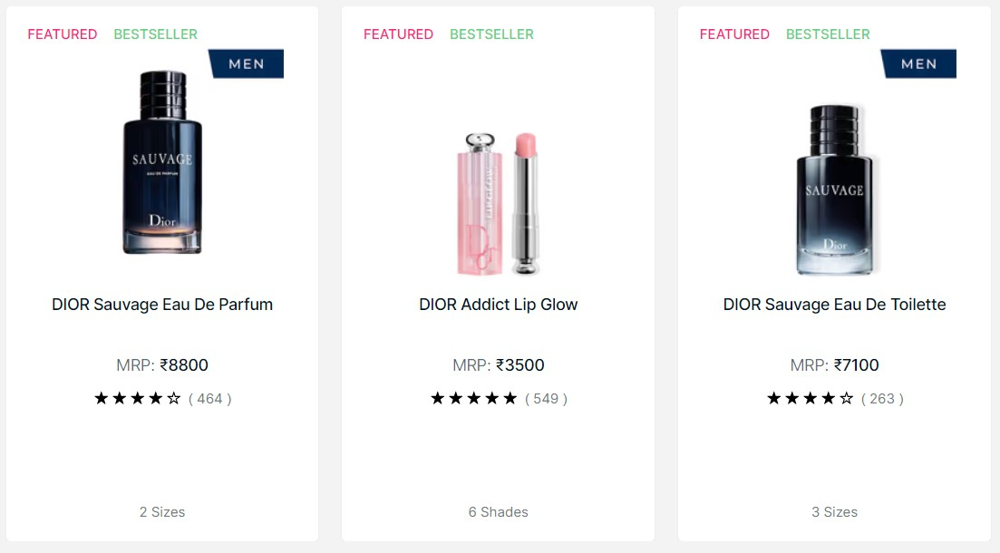 FEATURED BESTSELLER
MEN
SAUVAGE
EAU DE PARFUM
Dior
DIOR Sauvage Eau De Parfum
MRP: ₹8800
★★★★☆ ( 464 )
2 Sizes
FEATURED BESTSELLER
LIP GLOW
Dior
DIOR Addict Lip Glow
MRP: ₹3500
★★★★★ ( 549 )
6 Shades
FEATURED BESTSELLER
MEN
SAUVAGE
Dior
DIOR Sauvage Eau De Toilette
MRP: ₹7100
★★★★☆ ( 263 )
3 Sizes